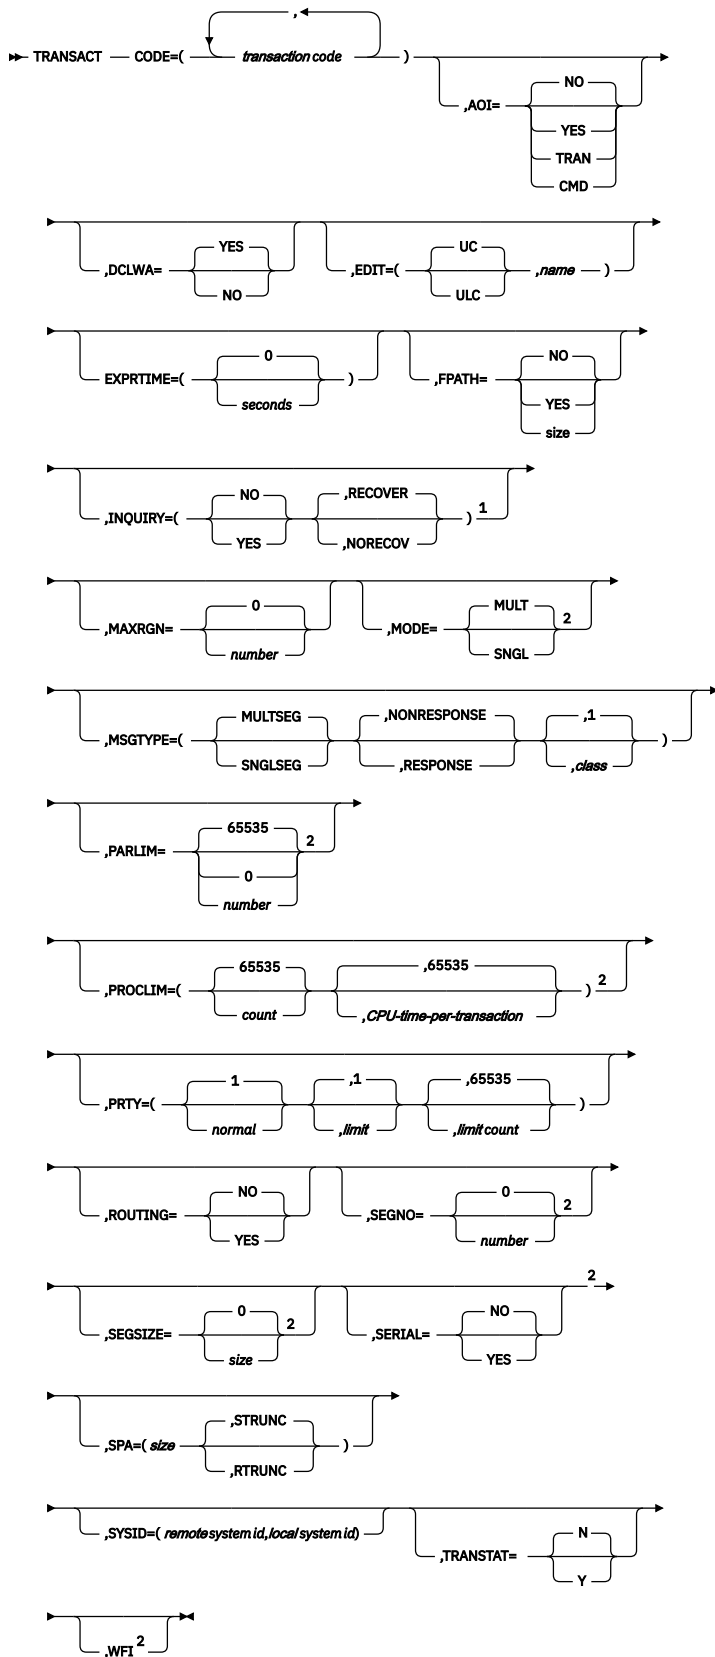 ,
TRANSACT CODE=( transaction code )
NO
,AOI=
YES
TRAN
CMD
YES UC
,DCLWA= ,EDIT=( ,name )
NO ULC
0 NO
EXPRTIME=( ) ,FPATH=
seconds YES
size
NO ,RECOVER
,INQUIRY=( ) 1
YES ,NORECOV
0 MULT
,MAXRGN= ,MODE= 2
number SNGL
MULTSEG ,NONRESPONSE ,1
,MSGTYPE=( )
SNGLSEG ,RESPONSE ,class
65535
,PARLIM= 2
0
number
65535 ,65535
,PROCLIM=( ) 2
count ,CPU-time-per-transaction
1 ,1 ,65535
,PRTY=( )
normal ,limit ,limit count
NO 0
,ROUTING= ,SEGNO= 2
YES number
2
0 NO
,SEGSIZE= 2 ,SERIAL=
size YES
,STRUNC
,SPA=( size )
,RTRUNC
,SYSID=( remote system id,local system id) N
,TRANSTAT=
Y
,WFI 2